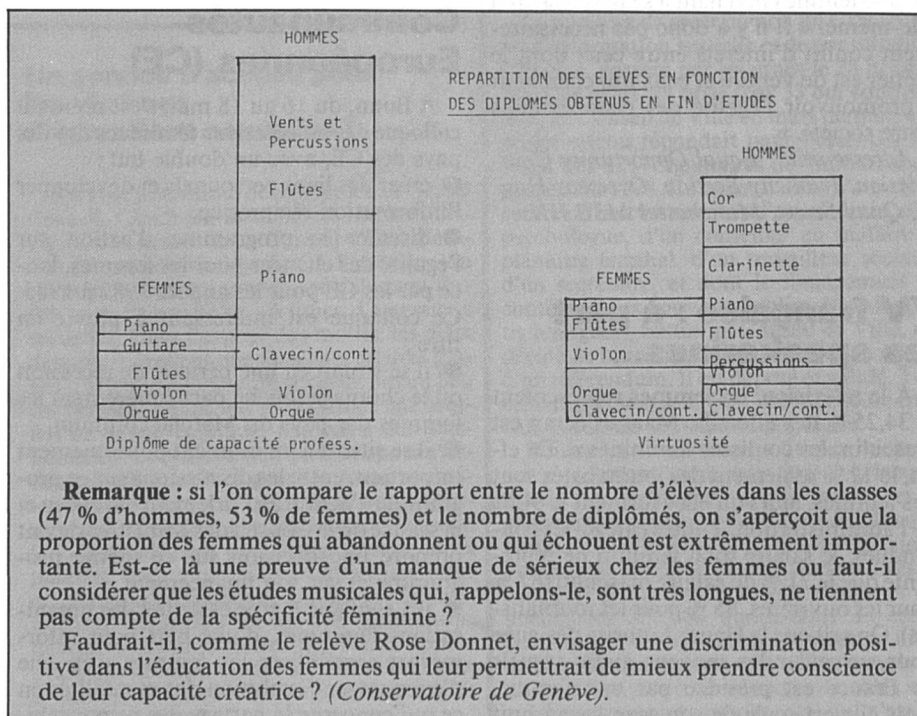 HOMMES
Vents et
Percussions
Flûtes
Piano
Clavecin/cont.
Violon
Orgue
FEMMES
Piano
Guitare
Flûtes
Violon
Orgue
Diplôme de capacité profess.
REPARTITION DES ELEVES EN FONCTION
DES DIPLOMES OBTENUS EN FIN D'ETUDES
HOMMES
Cor
Trompette
Clarinette
Piano
Flûtes
Percussions
Violon
Orgue
Clavecin/cont.
FEMMES
Piano
Flûtes
Violon
Orgue
Clavecin/cont.
Virtuosité
Remarque : si l'on compare le rapport entre le nombre d'élèves dans les classes
(47 % d'hommes, 53 % de femmes) et le nombre de diplômés, on s'aperçoit que la
proportion des femmes qui abandonnent ou qui échouent est extrêmement impor-
tante. Est-ce là une preuve d'un manque de sérieux chez les femmes ou faut-il
considérer que les études musicales qui, rappelons-le, sont très longues, ne tiennent
pas compte de la spécificité féminine ?
Faudrait-il, comme le relève Rose Donnet, envisager une discrimination posi-
tive dans l'éducation des femmes qui leur permettrait de mieux prendre conscience
de leur capacité créatrice ? (Conservatoire de Genève).